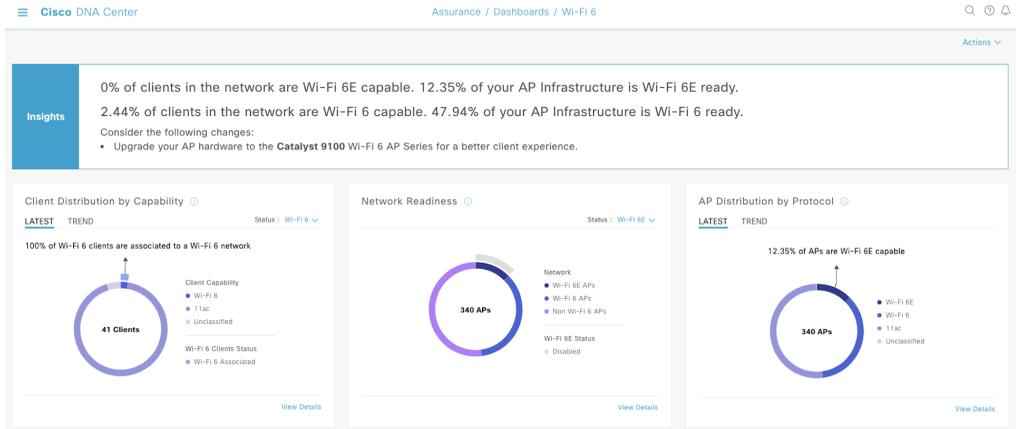 Cisco DNA Center
Assurance / Dashboards / Wi-Fi 6
Actions
Insights
0% of clients in the network are Wi-Fi 6E capable. 12.35% of your AP Infrastructure is Wi-Fi 6E ready.
2.44% of clients in the network are Wi-Fi 6 capable. 47.94% of your AP Infrastructure is Wi-Fi 6 ready.
Consider the following changes:
• Upgrade your AP hardware to the Catalyst 9100 Wi-Fi 6 AP Series for a better client experience.
Client Distribution by Capability
LATEST TREND
Status : Wi-Fi 6
100% of Wi-Fi 6 clients are associated to a Wi-Fi 6 network
41 Clients
Client Capability
Wi-Fi 6
11ac
Unclassified
Wi-Fi 6 Clients Status
Wi-Fi 6 Associated
View Details
Network Readiness
Status : Wi-Fi 6E
340 APs
Network
Wi-Fi 6E APs
Wi-Fi 6 APs
Non Wi-Fi 6 APs
Wi-Fi 6E Status
Disabled
View Details
AP Distribution by Protocol
LATEST TREND
12.35% of APs are Wi-Fi 6E capable
340 APs
Wi-Fi 6E
Wi-Fi 6
11ac
Unclassified
View Details